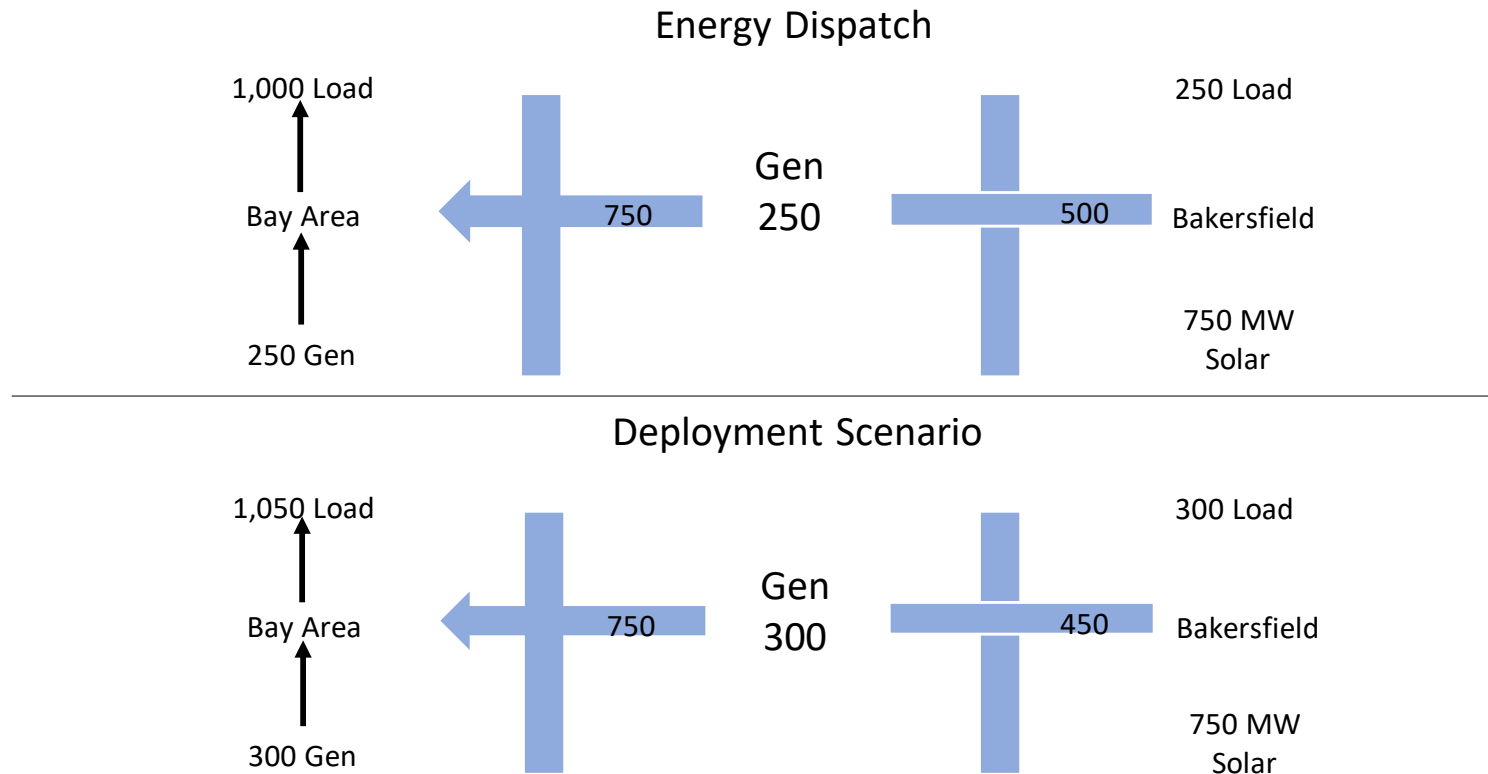 Energy Dispatch
1,000 Load
250 Load
Gen
250
Bay Area
750
500
Bakersfield
250 Gen
750 MW
Solar
Deployment Scenario
1,050 Load
300 Load
Gen
300
Bay Area
750
450
Bakersfield
300 Gen
750 MW
Solar